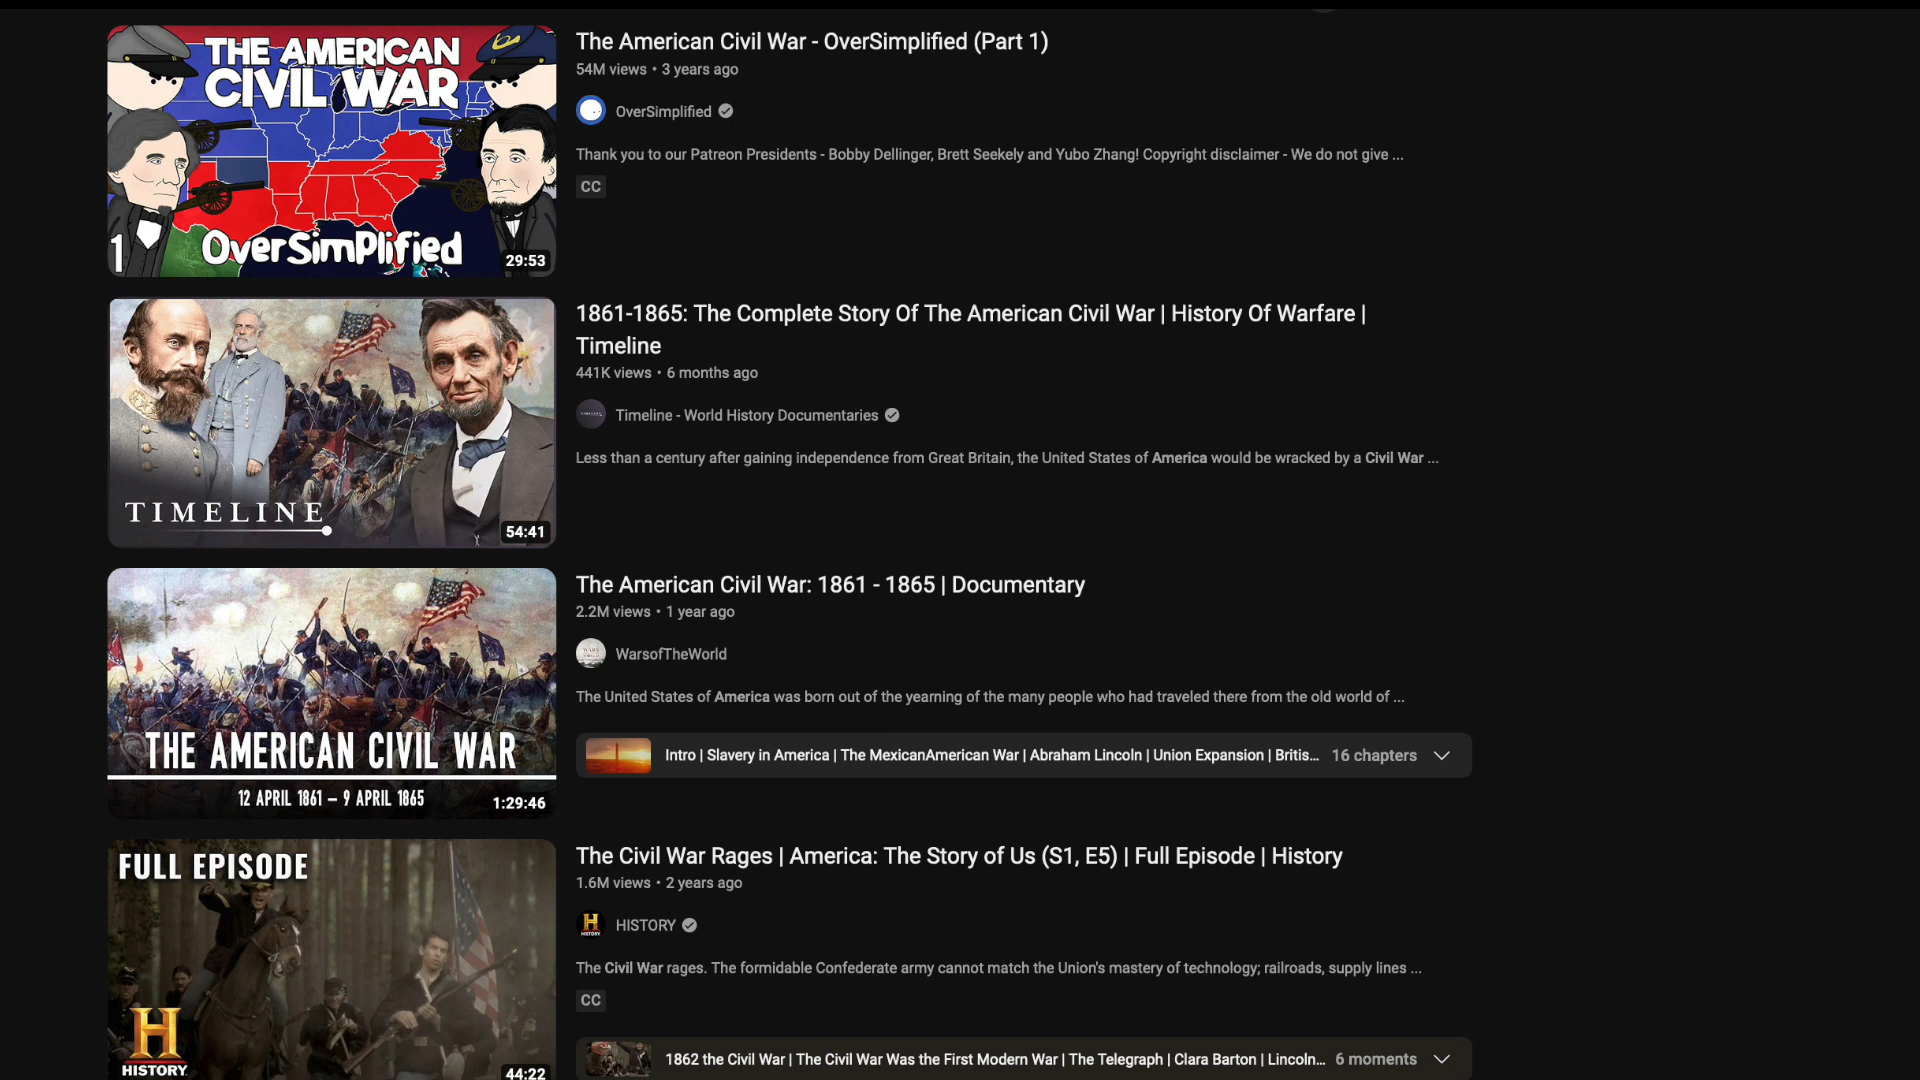 THE AMERICAN
CIVIL WAR
1
OverSimplified
29:53
The American Civil War - OverSimplified (Part 1)
54M views • 3 years ago
OverSimplified
Thank you to our Patreon Presidents - Bobby Dellinger, Brett Seekely and Yubo Zhang! Copyright disclaimer - We do not give ...
CC
TIMELINE
54:41
1861-1865: The Complete Story Of The American Civil War | History Of Warfare |
Timeline
441K views • 6 months ago
Timeline - World History Documentaries
Less than a century after gaining independence from Great Britain, the United States of America would be wracked by a Civil War ...
THE AMERICAN CIVIL WAR
12 APRIL 1861 – 9 APRIL 1865
1:29:46
The American Civil War: 1861 - 1865 | Documentary
2.2M views • 1 year ago
WarsofTheWorld
The United States of America was born out of the yearning of the many people who had traveled there from the old world of ...
Intro | Slavery in America | The MexicanAmerican War | Abraham Lincoln | Union Expansion | Britis... 16 chapters
FULL EPISODE
H
HISTORY
44:22
The Civil War Rages | America: The Story of Us (S1, E5) | Full Episode | History
1.6M views • 2 years ago
H
HISTORY
HISTORY
The Civil War rages. The formidable Confederate army cannot match the Union's mastery of technology; railroads, supply lines ...
CC
1862 the Civil War | The Civil War Was the First Modern War | The Telegraph | Clara Barton | Lincoln... 6 moments